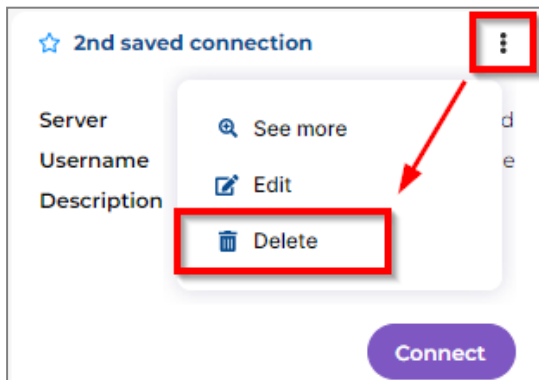 2nd saved connection
Server
d
See more
Username
e
Edit
Description
Delete
Connect